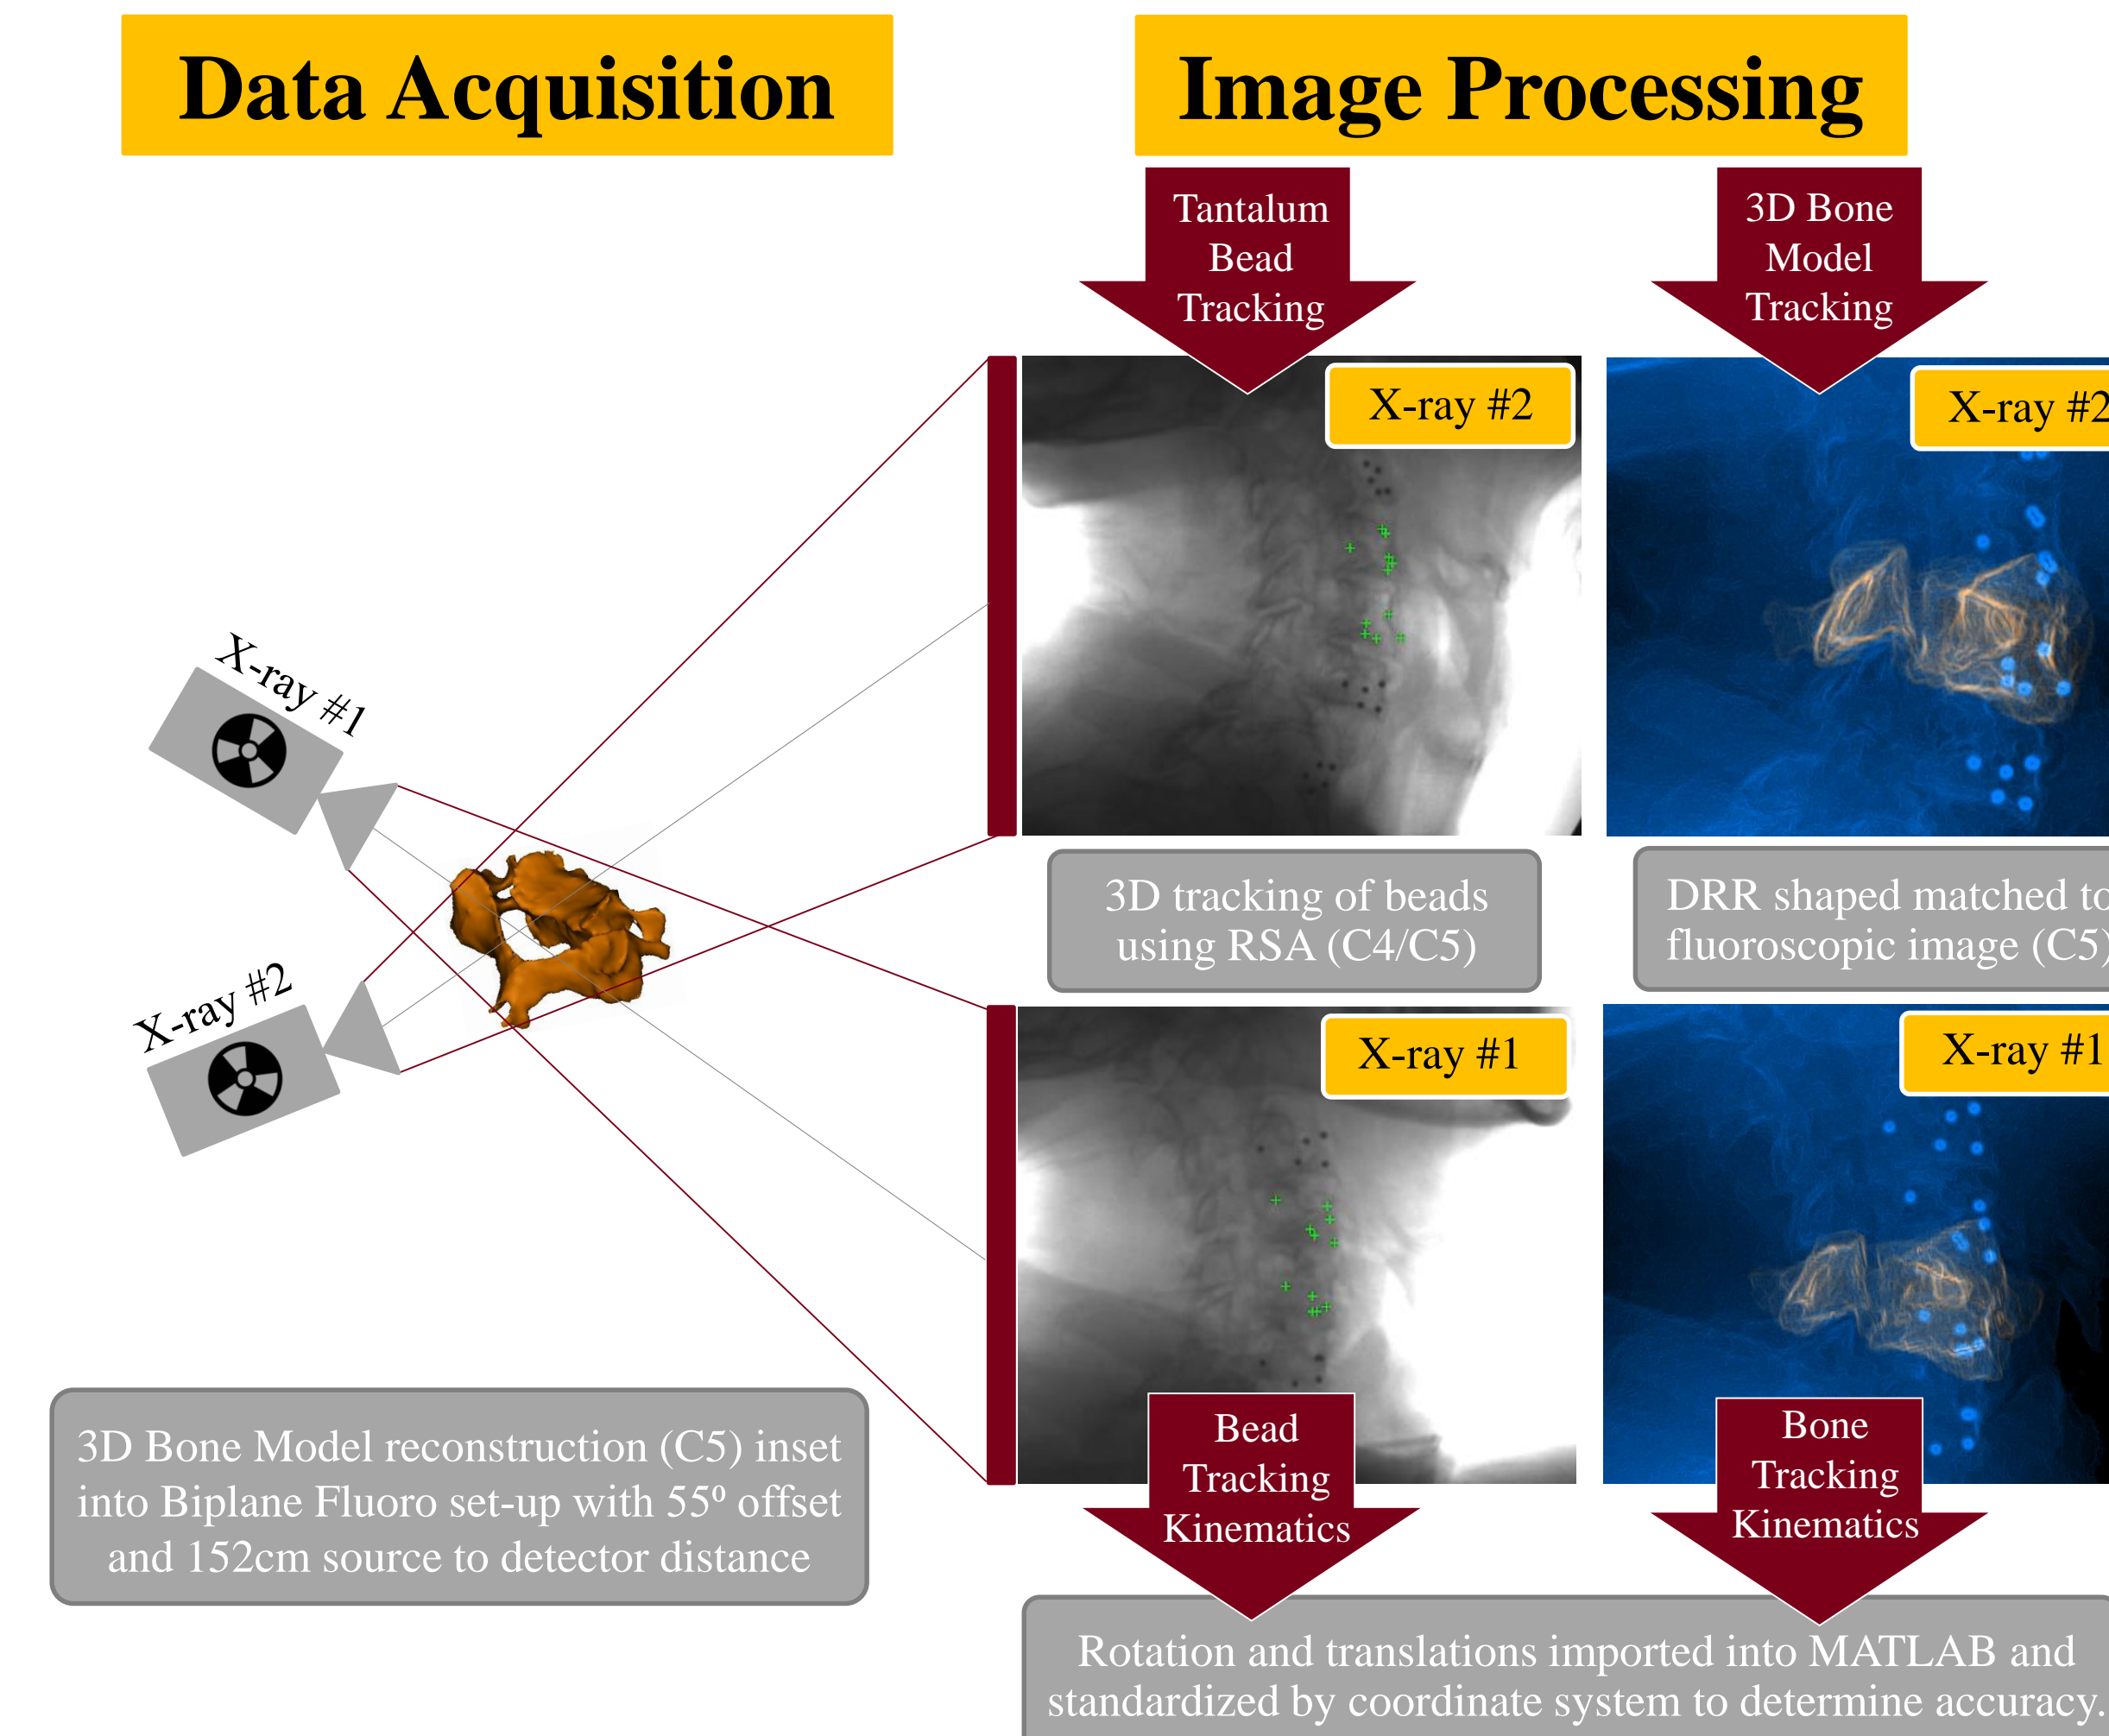 Data Acquisition
Image Processing
Tantalum
Bead
Tracking
3D Bone
Model
Tracking
X-ray #2
X-ray #2
X-ray #1
X-ray #2
3D tracking of beads
using RSA (C4/C5)
DRR shaped matched to
fluoroscopic image (C5)
X-ray #1
X-ray #1
3D Bone Model reconstruction (C5) inset
into Biplane Fluoro set-up with 55º offset
and 152cm source to detector distance
Bead
Tracking
Kinematics
Bone
Tracking
Kinematics
Rotation and translations imported into MATLAB and
standardized by coordinate system to determine accuracy.